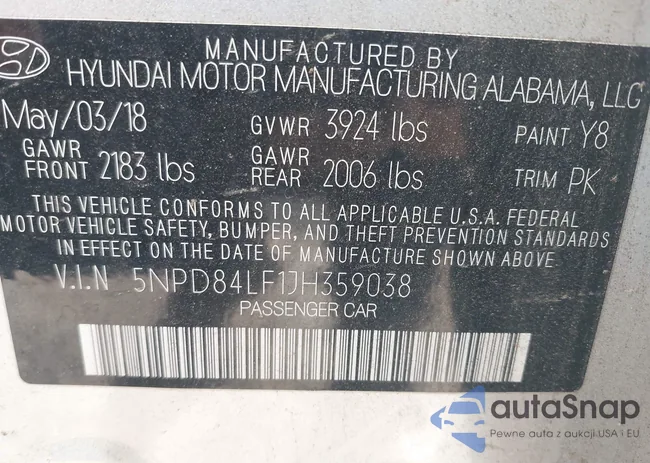 MANUFACTURED BY
HYUNDAI MOTOR MANUFACTURING ALABAMA, LLC
May/03/18 GVWR 3924 lbs PAINT Y8
GAWR FRONT 2183 lbs GAWR REAR 2006 lbs TRIM PK
THIS VEHICLE CONFORMS TO ALL APPLICABLE U.S.A. FEDERAL
MOTOR VEHICLE SAFETY, BUMPER, AND THEFT PREVENTION STANDARDS
IN EFFECT ON THE DATE OF MANUFACTURE SHOWN ABOVE.
V.I.N 5NPD84LF1JH359038
PASSENGER CAR
autaSnap
Pewne auta z aukcji USA i EU